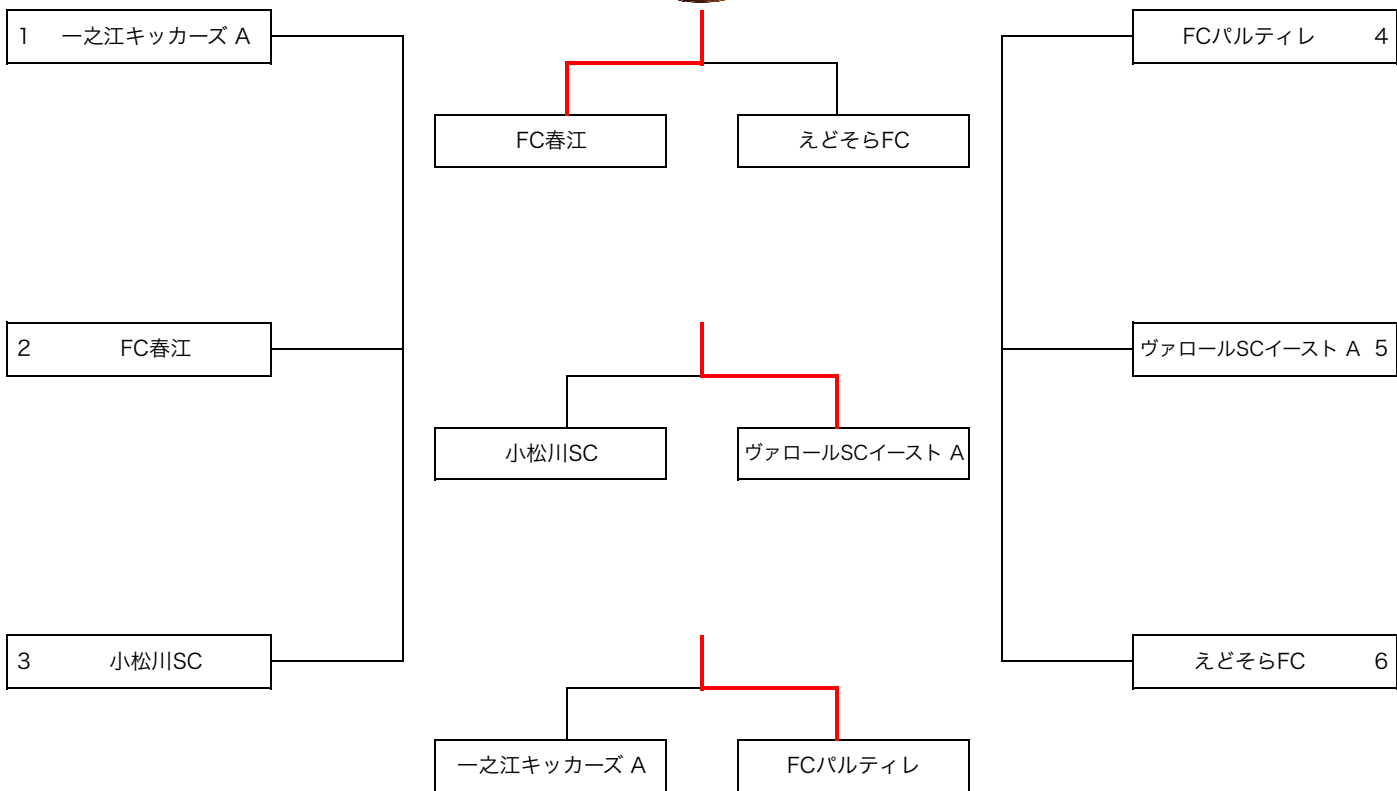 1 一之江キッカーズ A
FCパルティレ 4
FC春江
えどそらFC
2 FC春江
ヴァロールSCイースト A 5
小松川SC
ヴァロールSCイースト A
3 小松川SC
えどそらFC 6
一之江キッカーズ A
FCパルティレ